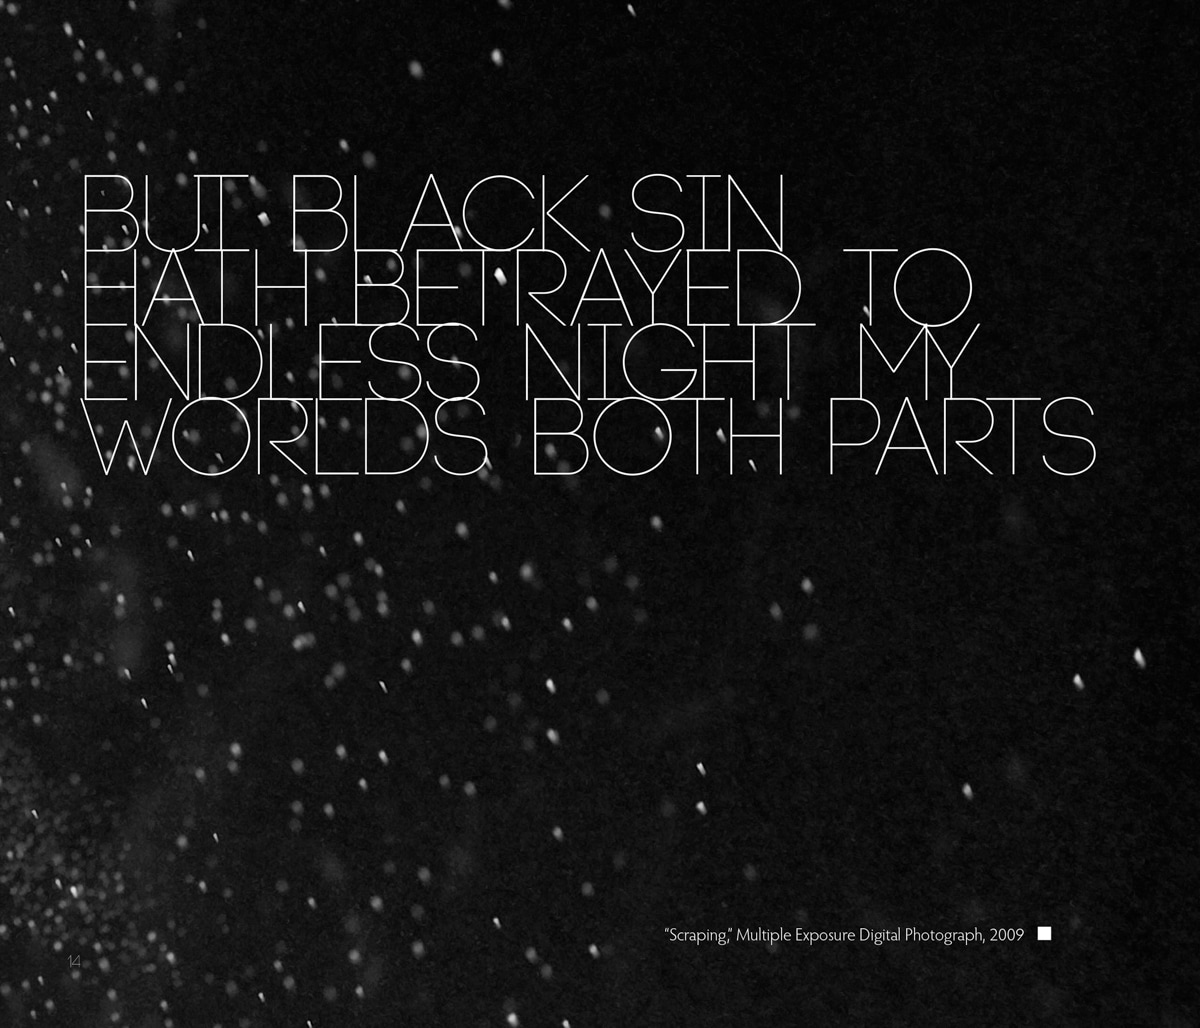 BUT BLACK SIN
HATH BETRAYED TO
ENDLESS NIGHT MY
WORLDS BOTH PARTS
"Scraping," Multiple Exposure Digital Photograph, 2009
14